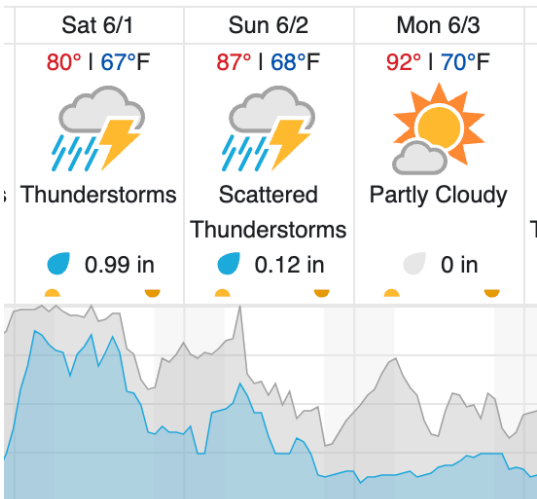 Sat 6/1
Sun 6/2
Mon 6/3
80° | 67°F
87° | 68°F
92° | 70°F
Thunderstorms
Scattered
Thunderstorms
Partly Cloudy
0.99 in
0.12 in
0 in